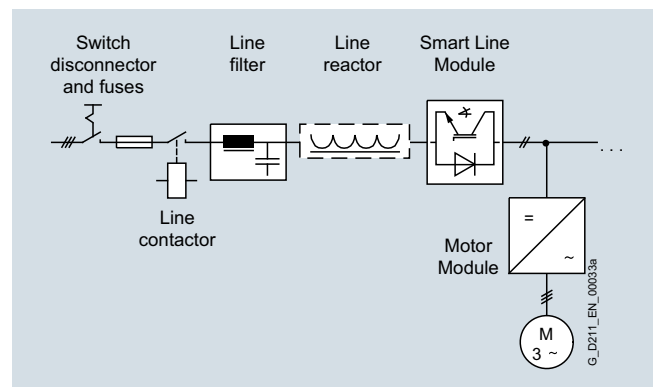 Switch
disconnector
and fuses
Line
filter
Line
reactor
Smart Line
Module
Line
contactor
. . .
=
~
Motor
Module
M
3 ~
G_D211_EN_00033a